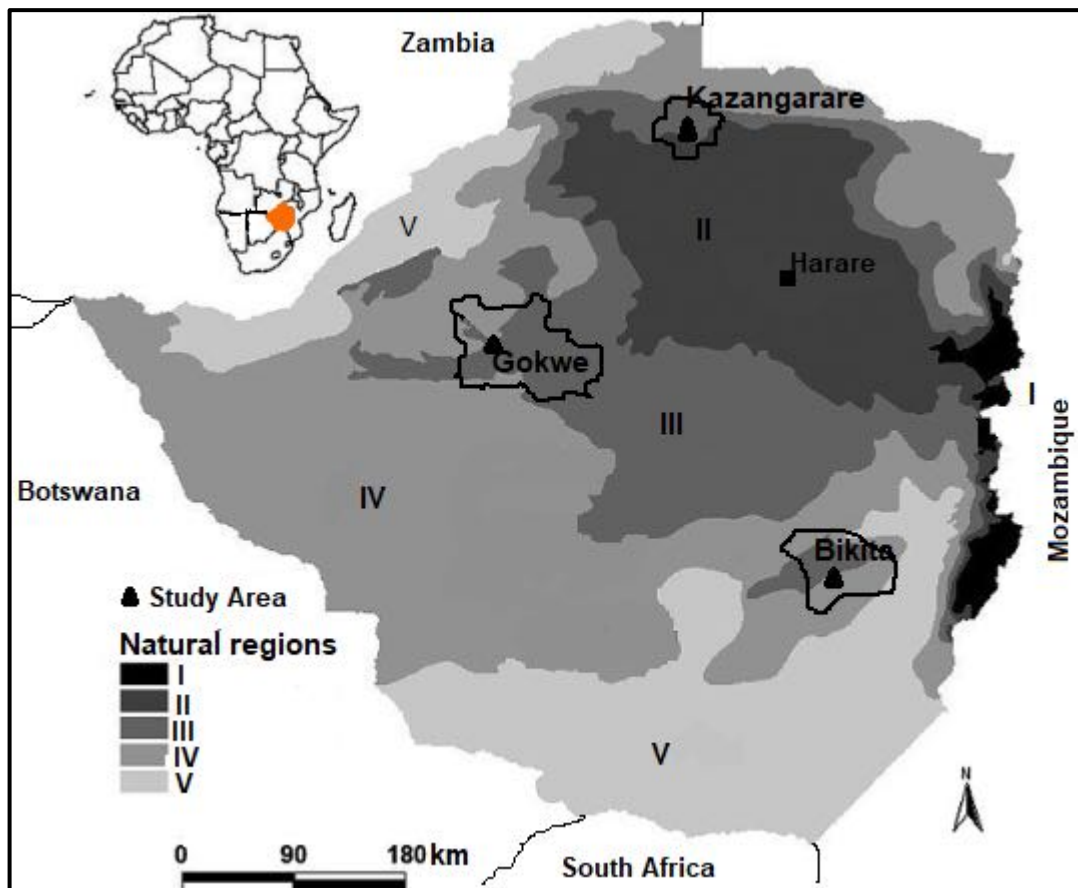 Zambia
Kazangarare
V
II
Harare
Gokwe
I
III
Mozambique
Botswana
IV
Bikita
Study Area
Natural regions
I
II
III
IV
V
V
N
0 90 180 km
South Africa